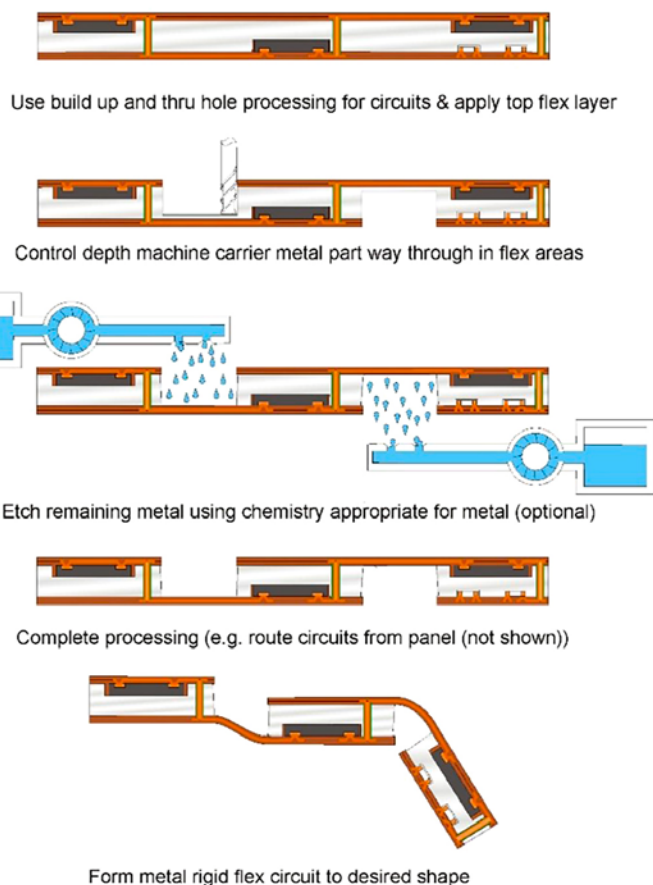 Use build up and thru hole processing for circuits & apply top flex layer
Control depth machine carrier metal part way through in flex areas
Etch remaining metal using chemistry appropriate for metal (optional)
Complete processing (e.g. route circuits from panel (not shown))
Form metal rigid flex circuit to desired shape